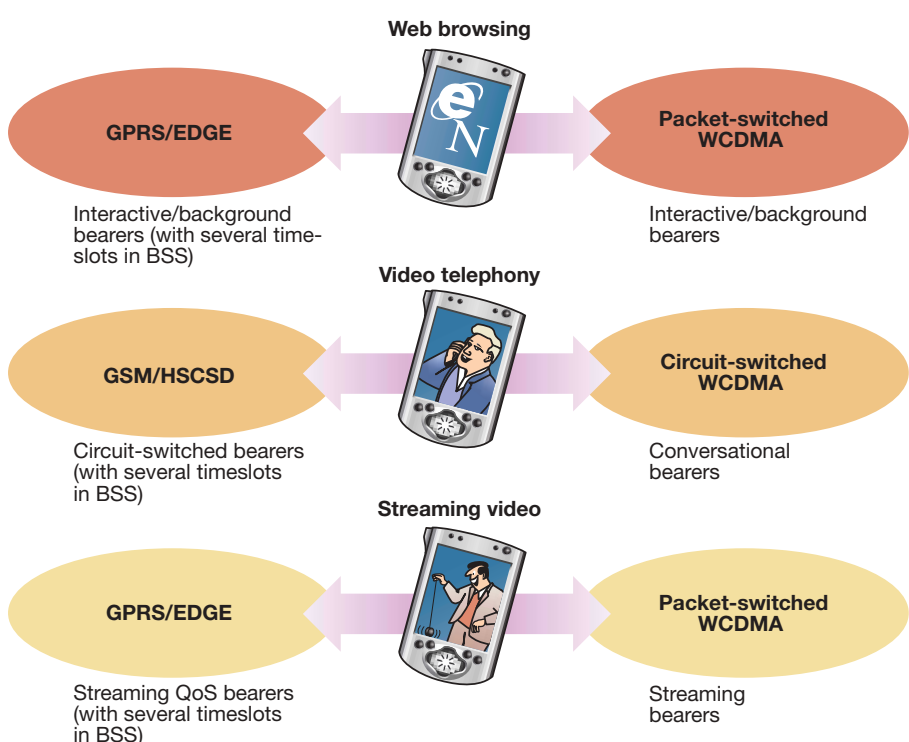 Web browsing
e
N
GPRS/EDGE
Packet-switched
WCDMA
Interactive/background
bearers (with several time-
slots in BSS)
Interactive/background
bearers
Video telephony
GSM/HSCSD
Circuit-switched
WCDMA
Circuit-switched bearers
(with several timeslots
in BSS)
Conversational
bearers
Streaming video
GPRS/EDGE
Packet-switched
WCDMA
Streaming QoS bearers
(with several timeslots
in BSS)
Streaming
bearers